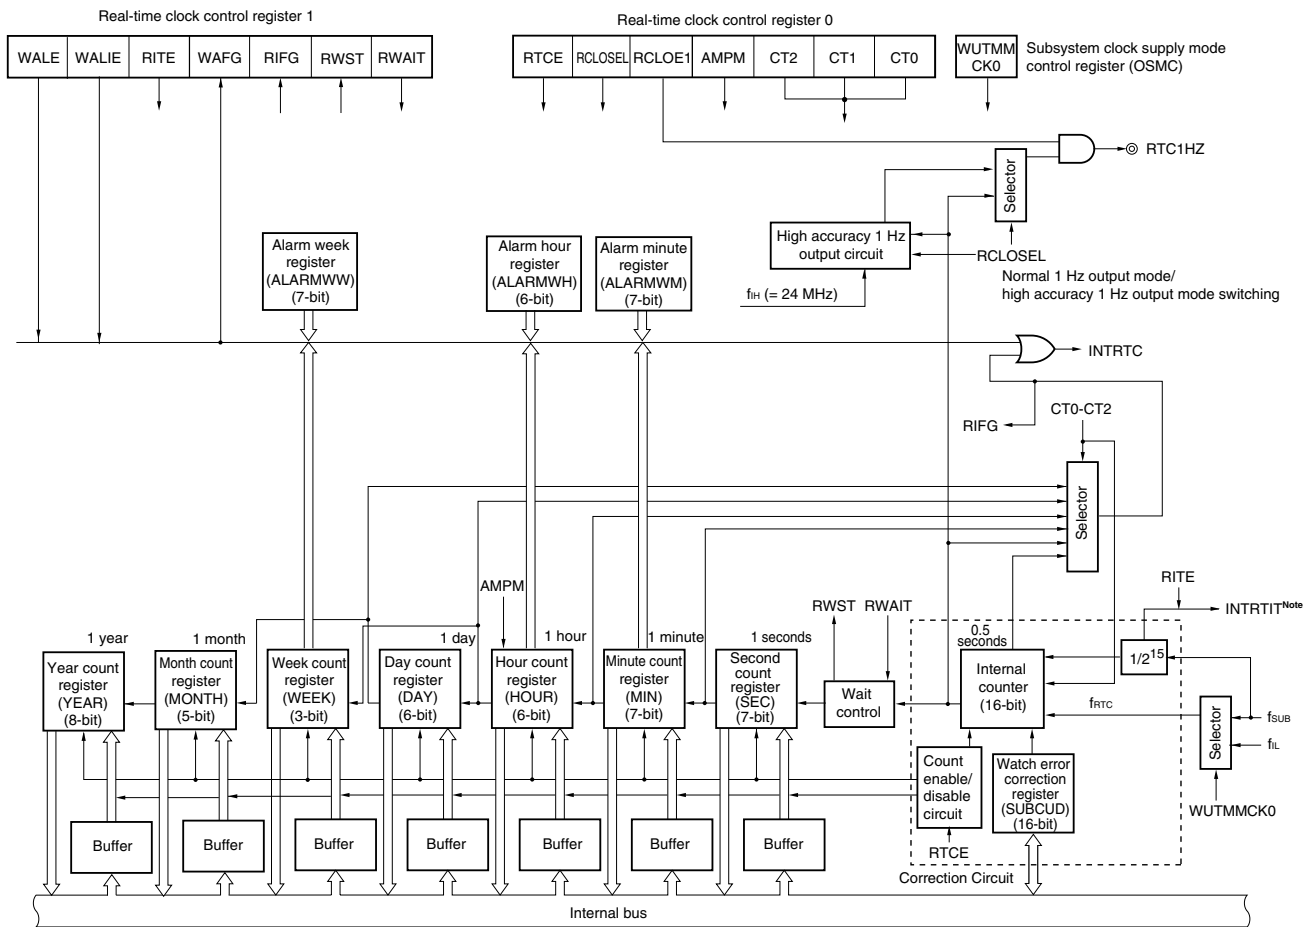 Real-time clock control register 1
Real-time clock control register 0
WALE WALIE RITE WAFG RIFG RWST RWAIT
RTCE RCLOSEL RCLOE1 AMPM CT2 CT1 CT0
WUTMM
CK0
Subsystem clock supply mode
control register (OSMC)
RTC1HZ
Selector
Alarm week
register
(ALARMWW)
(7-bit)
Alarm hour
register
(ALARMWH)
(6-bit)
Alarm minute
register
(ALARMWM)
(7-bit)
High accuracy 1 Hz
output circuit
RCLOSEL
Normal 1 Hz output mode/
high accuracy 1 Hz output mode switching
fIH (= 24 MHz)
INTRTC
RIFG
CT0-CT2
Selector
RITE
INTRTIT Note
AMPM
RWST RWAIT
1 year
1 month
1 day
1 hour
1 minute
1 seconds
0.5
seconds
Year count
register
(YEAR)
(8-bit)
Month count
register
(MONTH)
(5-bit)
Week count
register
(WEEK)
(3-bit)
Day count
register
(DAY)
(6-bit)
Hour count
register
(HOUR)
(6-bit)
Minute count
register
(MIN)
(7-bit)
Second
count
register
(SEC)
(7-bit)
Wait
control
Internal
counter
(16-bit)
1/2^15
fRTC
Selector
fSUB
fIL
WUTMMCK0
Count
enable/
disable
circuit
Watch error
correction
register
(SUBCUD)
(16-bit)
RTCE
Correction Circuit
Buffer Buffer Buffer Buffer Buffer Buffer Buffer
Internal bus